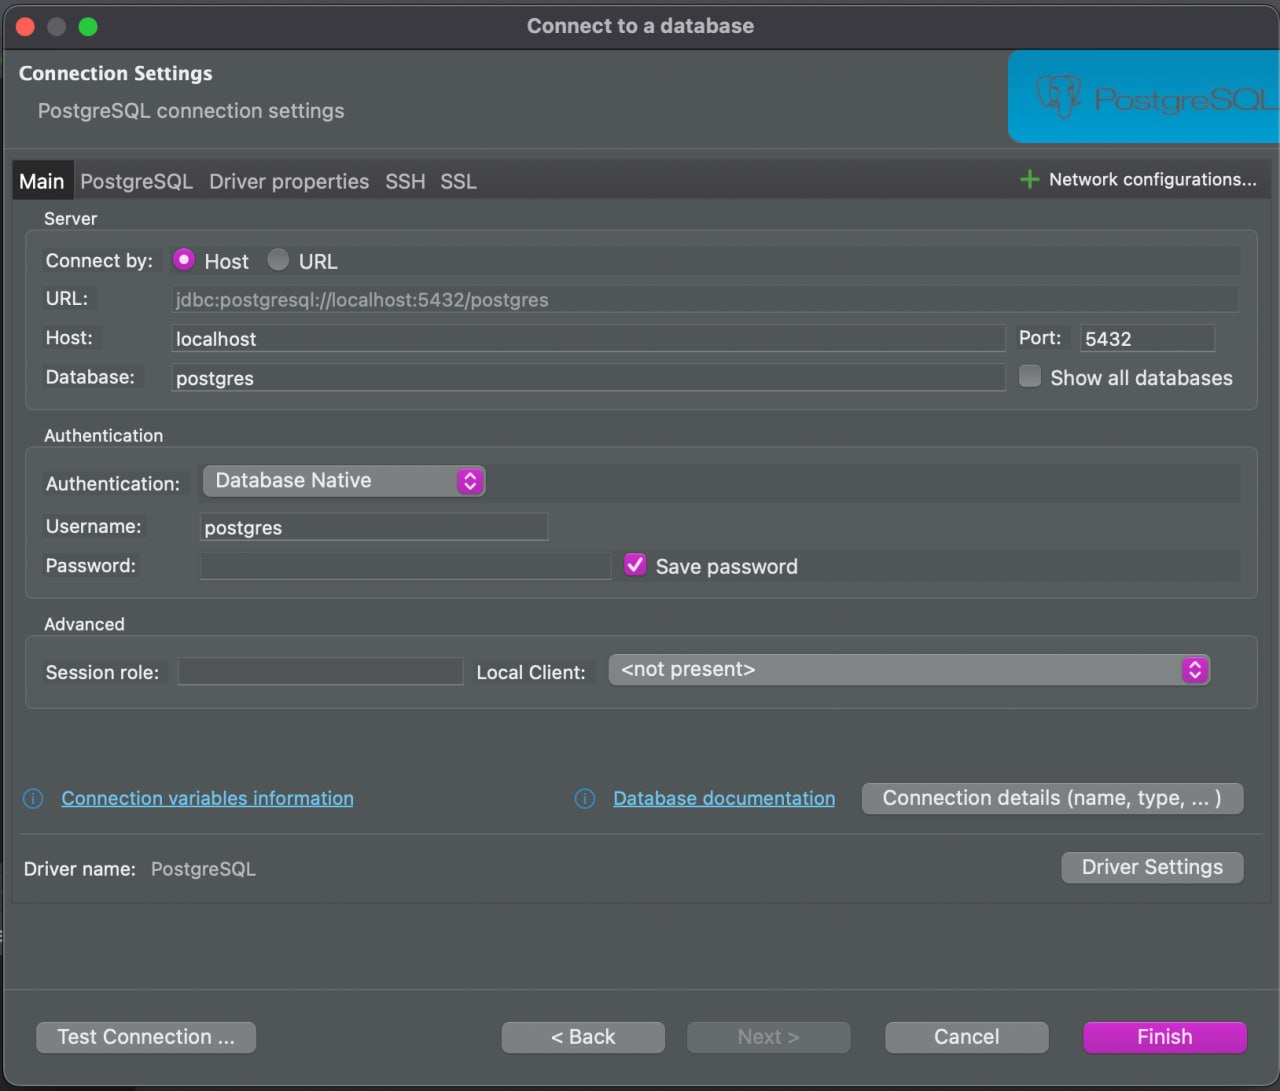 Connect to a database
Connection Settings
PostgreSQL connection settings
PostgreSQL
Main PostgreSQL Driver properties SSH SSL Network configurations...
Server
Connect by: Host URL
URL: jdbc:postgresql://localhost:5432/postgres
Host: localhost Port: 5432
Database: postgres Show all databases
Authentication
Authentication: Database Native
Username: postgres
Password: Save password
Advanced
Session role: Local Client: <not present>
Connection variables information Database documentation Connection details (name, type, ... )
Driver name: PostgreSQL Driver Settings
Test Connection ... < Back Next > Cancel Finish